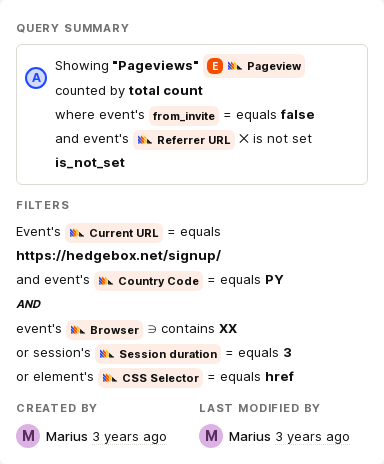 QUERY SUMMARY
A
Showing "Pageviews" E Pageview
counted by total count
where event's from_invite = equals false
and event's Referrer URL ✕ is not set
is_not_set
FILTERS
Event's Current URL = equals
https://hedgebox.net/signup/
and event's Country Code = equals PY
AND
event's Browser ∋ contains XX
or session's Session duration = equals 3
or element's CSS Selector = equals href
CREATED BY
M Marius 3 years ago
LAST MODIFIED BY
M Marius 3 years ago